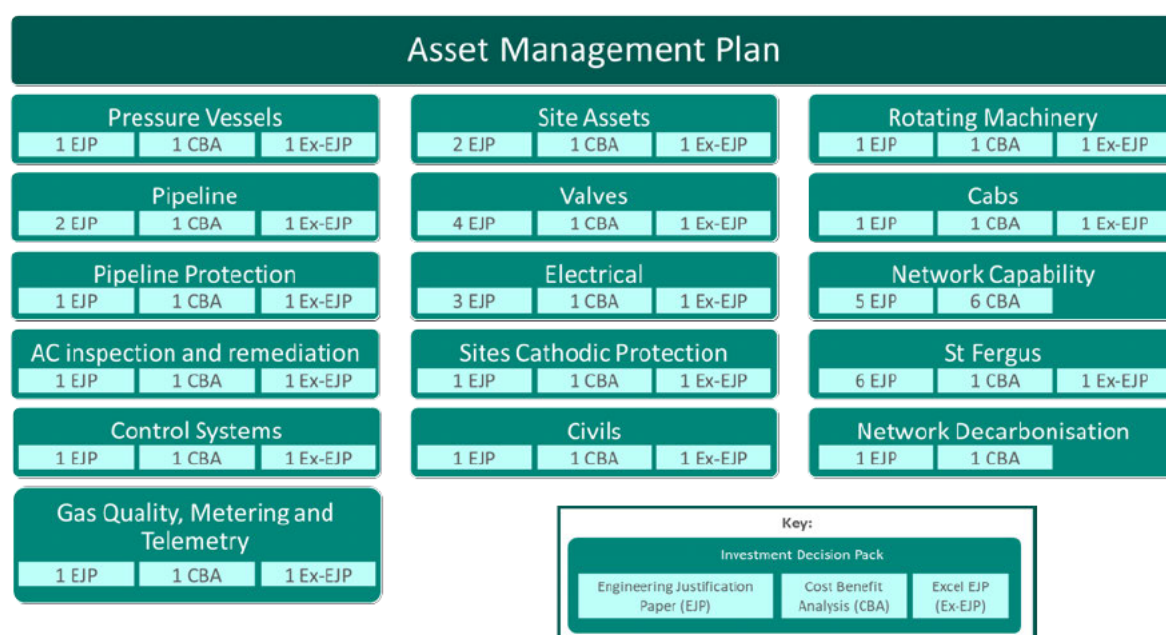 Asset Management Plan
Pressure Vessels
1 EJP 1 CBA 1 Ex-EJP
Pipeline
2 EJP 1 CBA 1 Ex-EJP
Pipeline Protection
1 EJP 1 CBA 1 Ex-EJP
AC inspection and remediation
1 EJP 1 CBA 1 Ex-EJP
Control Systems
1 EJP 1 CBA 1 Ex-EJP
Gas Quality, Metering and
Telemetry
1 EJP 1 CBA 1 Ex-EJP
Site Assets
2 EJP 1 CBA 1 Ex-EJP
Valves
4 EJP 1 CBA 1 Ex-EJP
Electrical
3 EJP 1 CBA 1 Ex-EJP
Sites Cathodic Protection
1 EJP 1 CBA 1 Ex-EJP
Civils
1 EJP 1 CBA 1 Ex-EJP
Rotating Machinery
1 EJP 1 CBA 1 Ex-EJP
Cabs
1 EJP 1 CBA 1 Ex-EJP
Network Capability
5 EJP 6 CBA
St Fergus
6 EJP 1 CBA 1 Ex-EJP
Network Decarbonisation
1 EJP 1 CBA
Key:
Investment Decision Pack
Engineering Justification
Paper (EJP)
Cost Benefit
Analysis (CBA)
Excel EJP
(Ex-EJP)